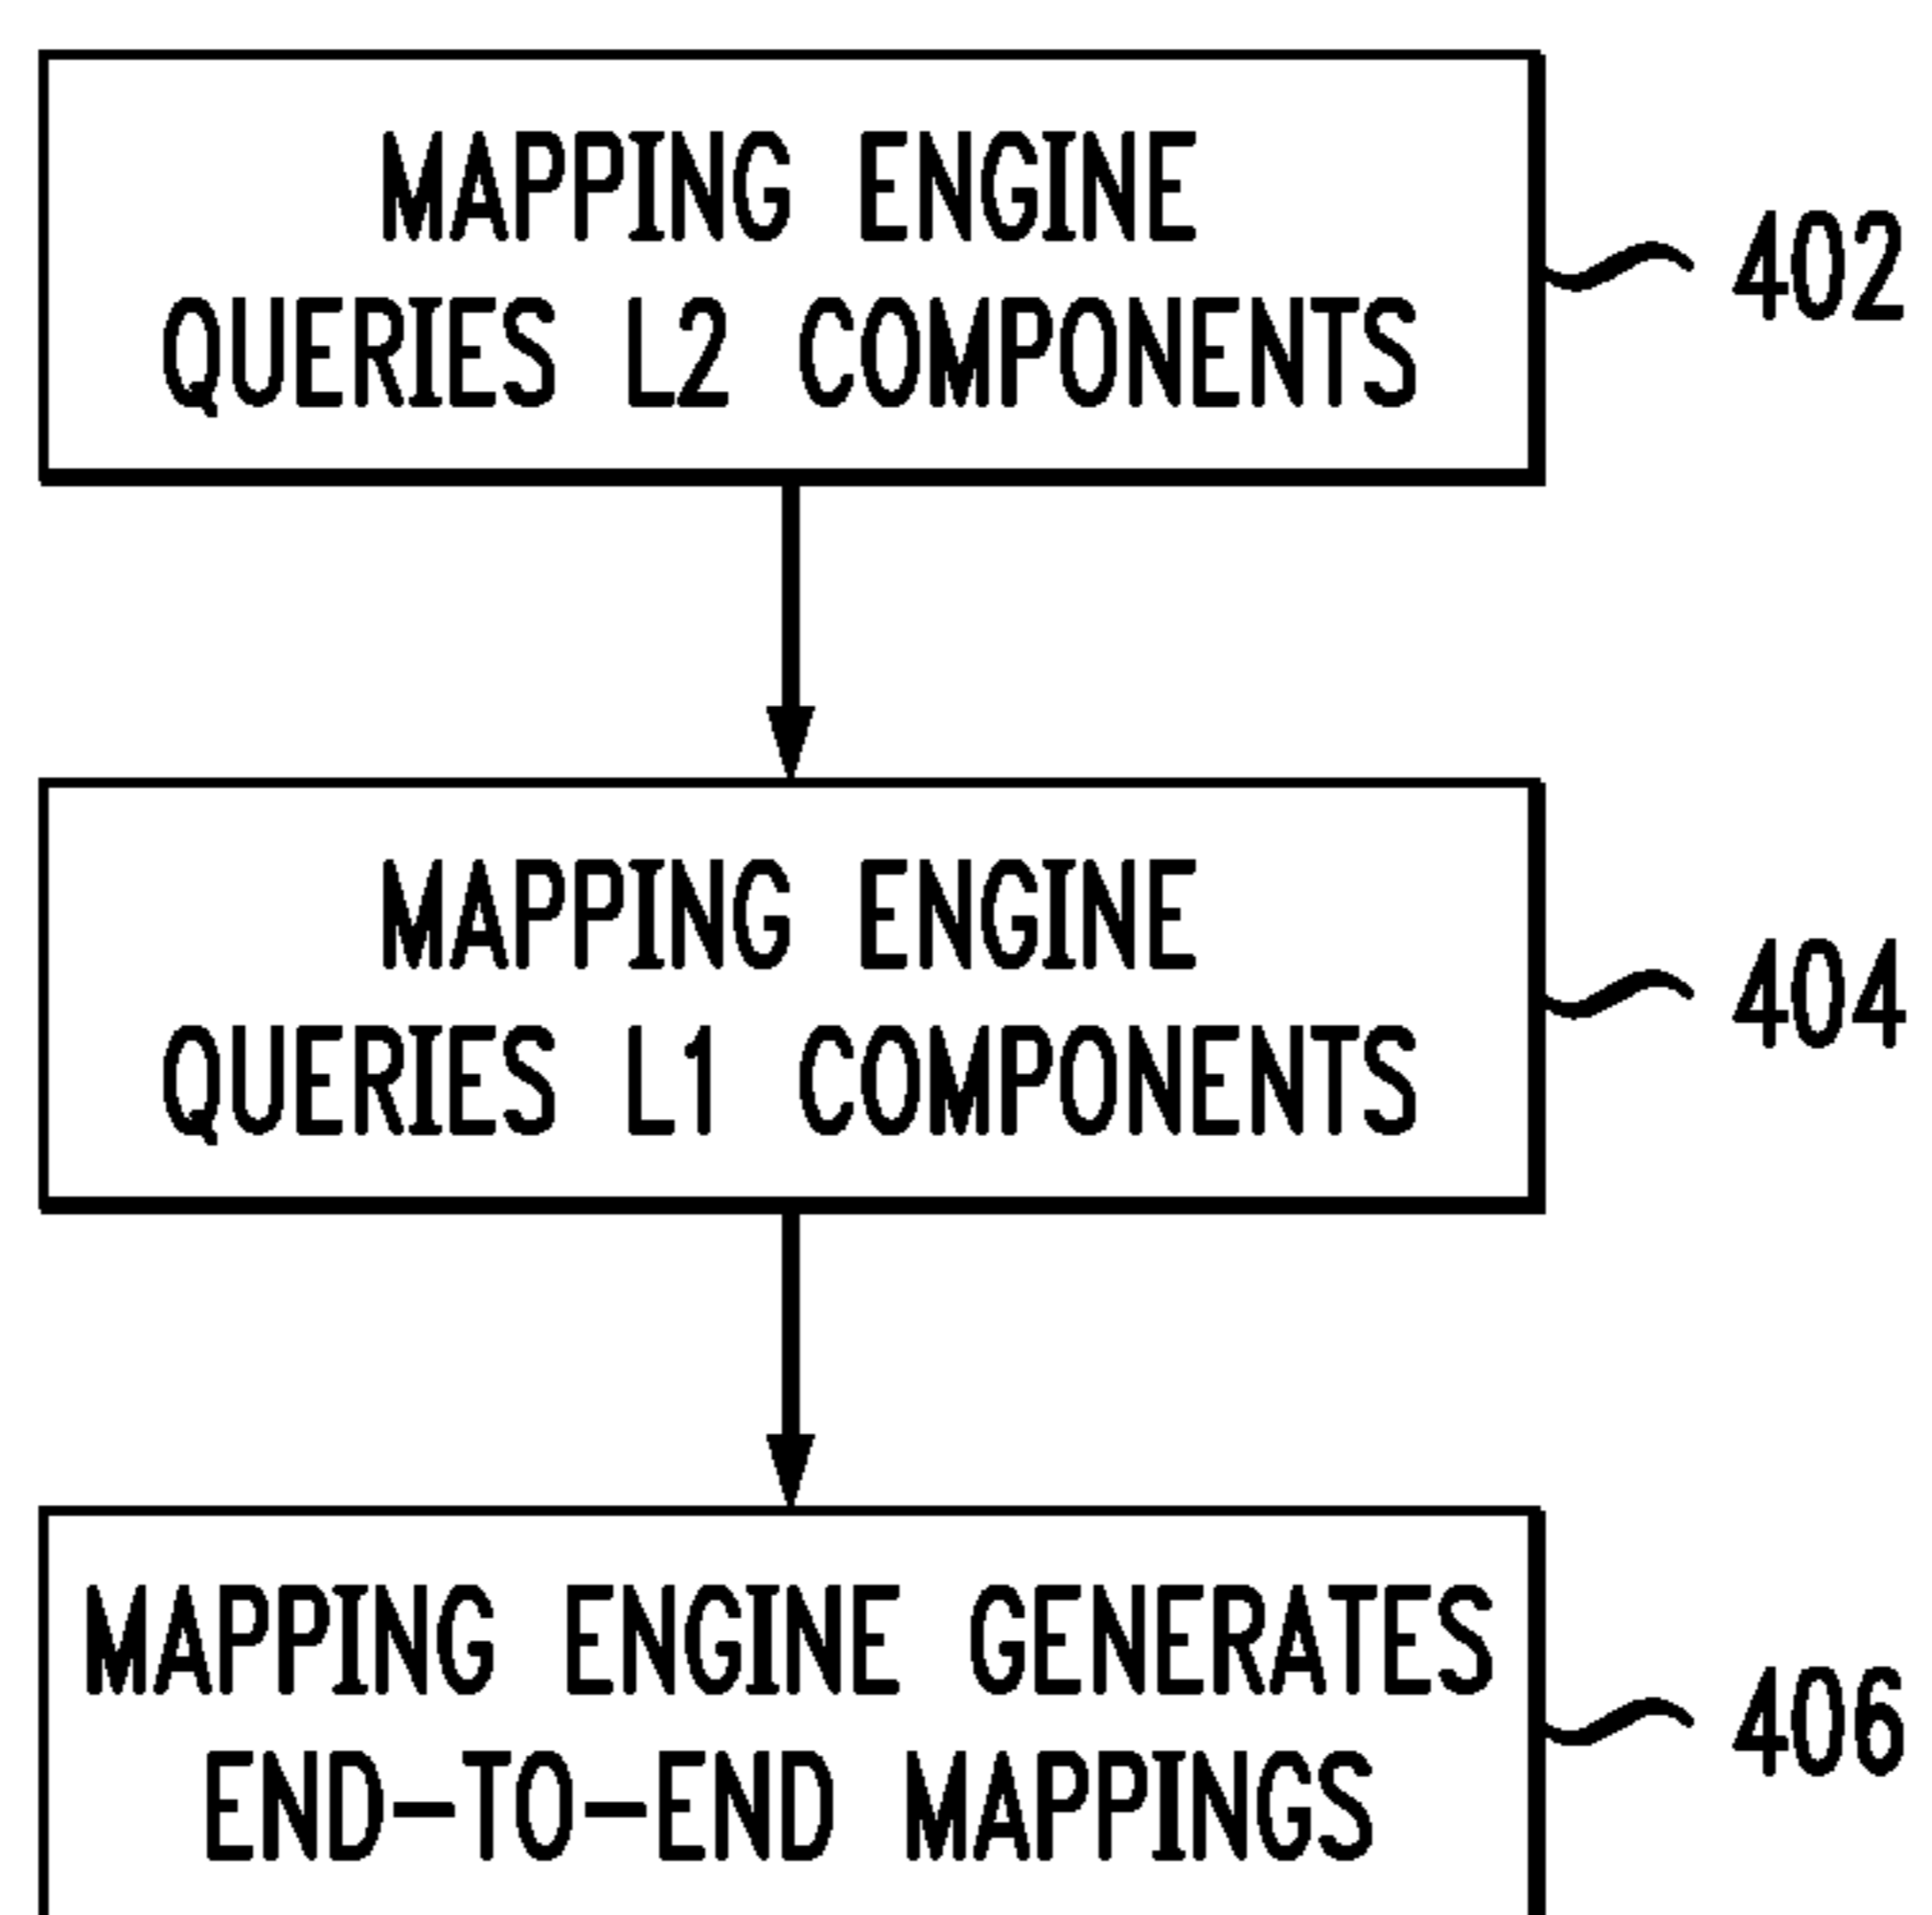 MAPPING ENGINE
QUERIES L2 COMPONENTS
402
MAPPING ENGINE
QUERIES L1 COMPONENTS
404
MAPPING ENGINE GENERATES
END-TO-END MAPPINGS
406